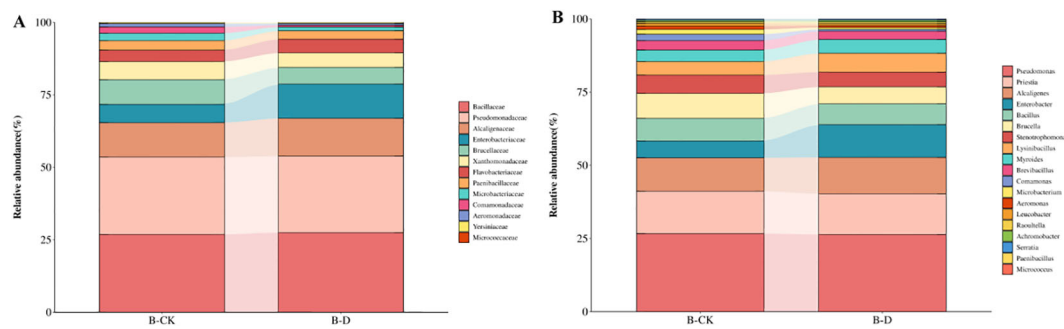 A
Relative abundance(%)
100
75
50
25
0
B-CK
B-D
Bacillaceae
Pseudomonadaceae
Alcaligenaceae
Enterobacteriaceae
Brucellaceae
Xanthomonadaceae
Flavobacteriaceae
Paenibacillaceae
Microbacteriaceae
Comamonadaceae
Aeromonadaceae
Yersiniaceae
Micrococcaceae
B
Relative abundance(%)
100
75
50
25
0
B-CK
B-D
Pseudomonas
Priestia
Alcaligenes
Enterobacter
Bacillus
Brucella
Stenotrophomona
Lysinibacillus
Myroides
Brevibacillus
Comamonas
Microbacterium
Aeromonas
Leucobacter
Raoultella
Achromobacter
Serratia
Paenibacillus
Micrococcus